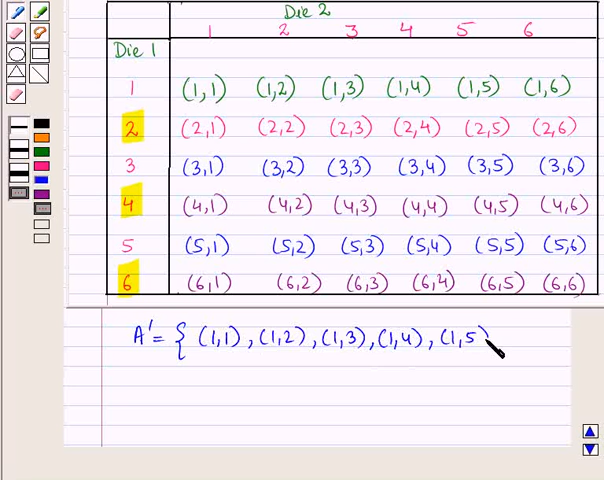 Die 2
1 2 3 4 5 6
Die 1
1 (1,1) (1,2) (1,3) (1,4) (1,5) (1,6)
2 (2,1) (2,2) (2,3) (2,4) (2,5) (2,6)
3 (3,1) (3,2) (3,3) (3,4) (3,5) (3,6)
4 (4,1) (4,2) (4,3) (4,4) (4,5) (4,6)
5 (5,1) (5,2) (5,3) (5,4) (5,5) (5,6)
6 (6,1) (6,2) (6,3) (6,4) (6,5) (6,6)
A' = { (1,1), (1,2), (1,3), (1,4), (1,5)